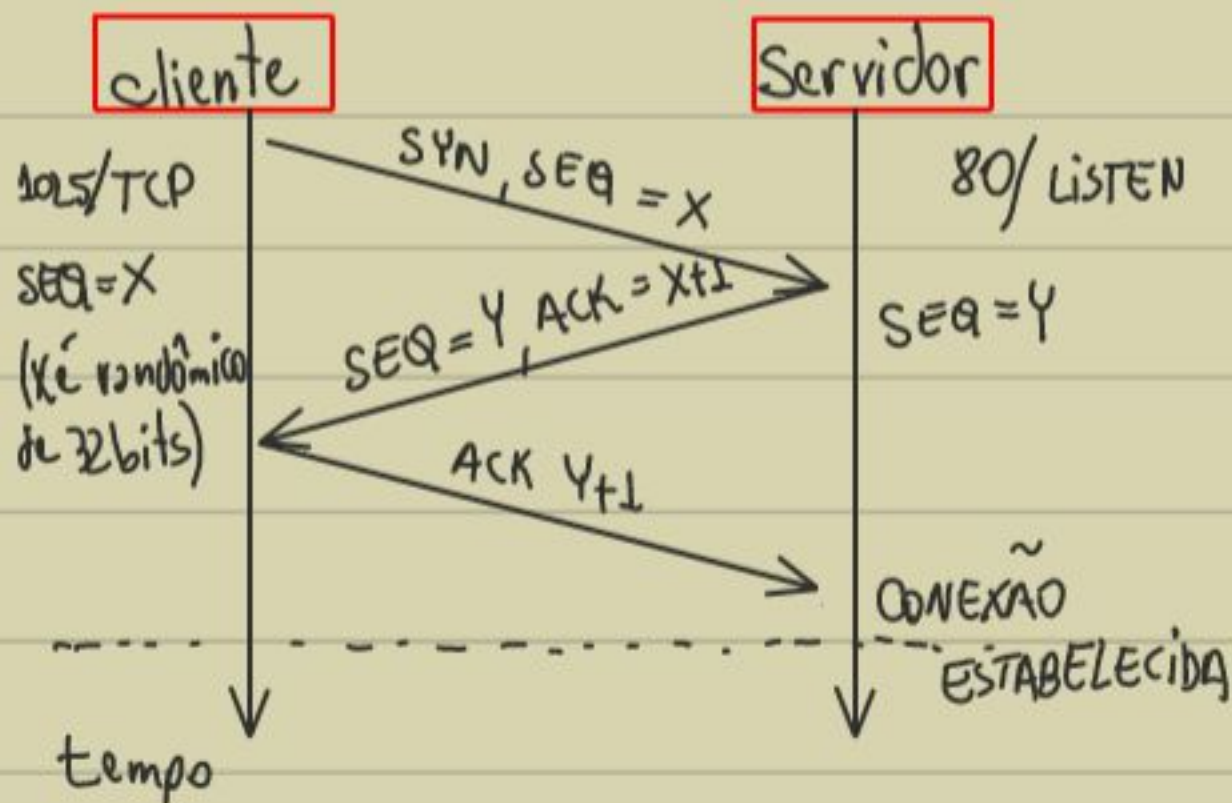 cliente
Servidor
SYN, SEQ = X
1025/TCP
80/LISTEN
SEQ=X
(X é randômico
de 32bits)
SEQ=Y, ACK=X+1
SEQ=Y
ACK Y+1
CONEXÃO
ESTABELECIDA
tempo